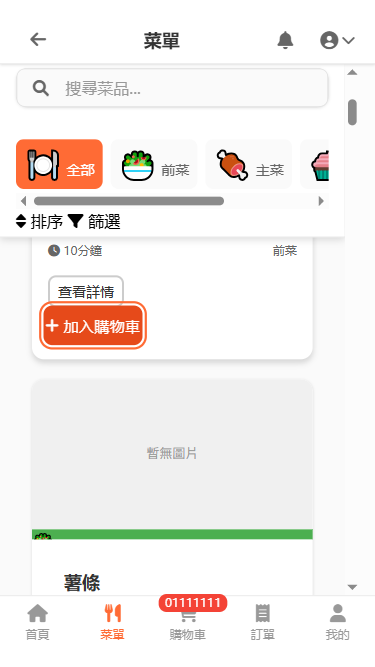 菜單
搜尋菜品...
全部
前菜
主菜
排序 篩選
10分鐘
前菜
查看詳情
加入購物車
暫無圖片
薯條
01111111
首頁
菜單
購物車
訂單
我的